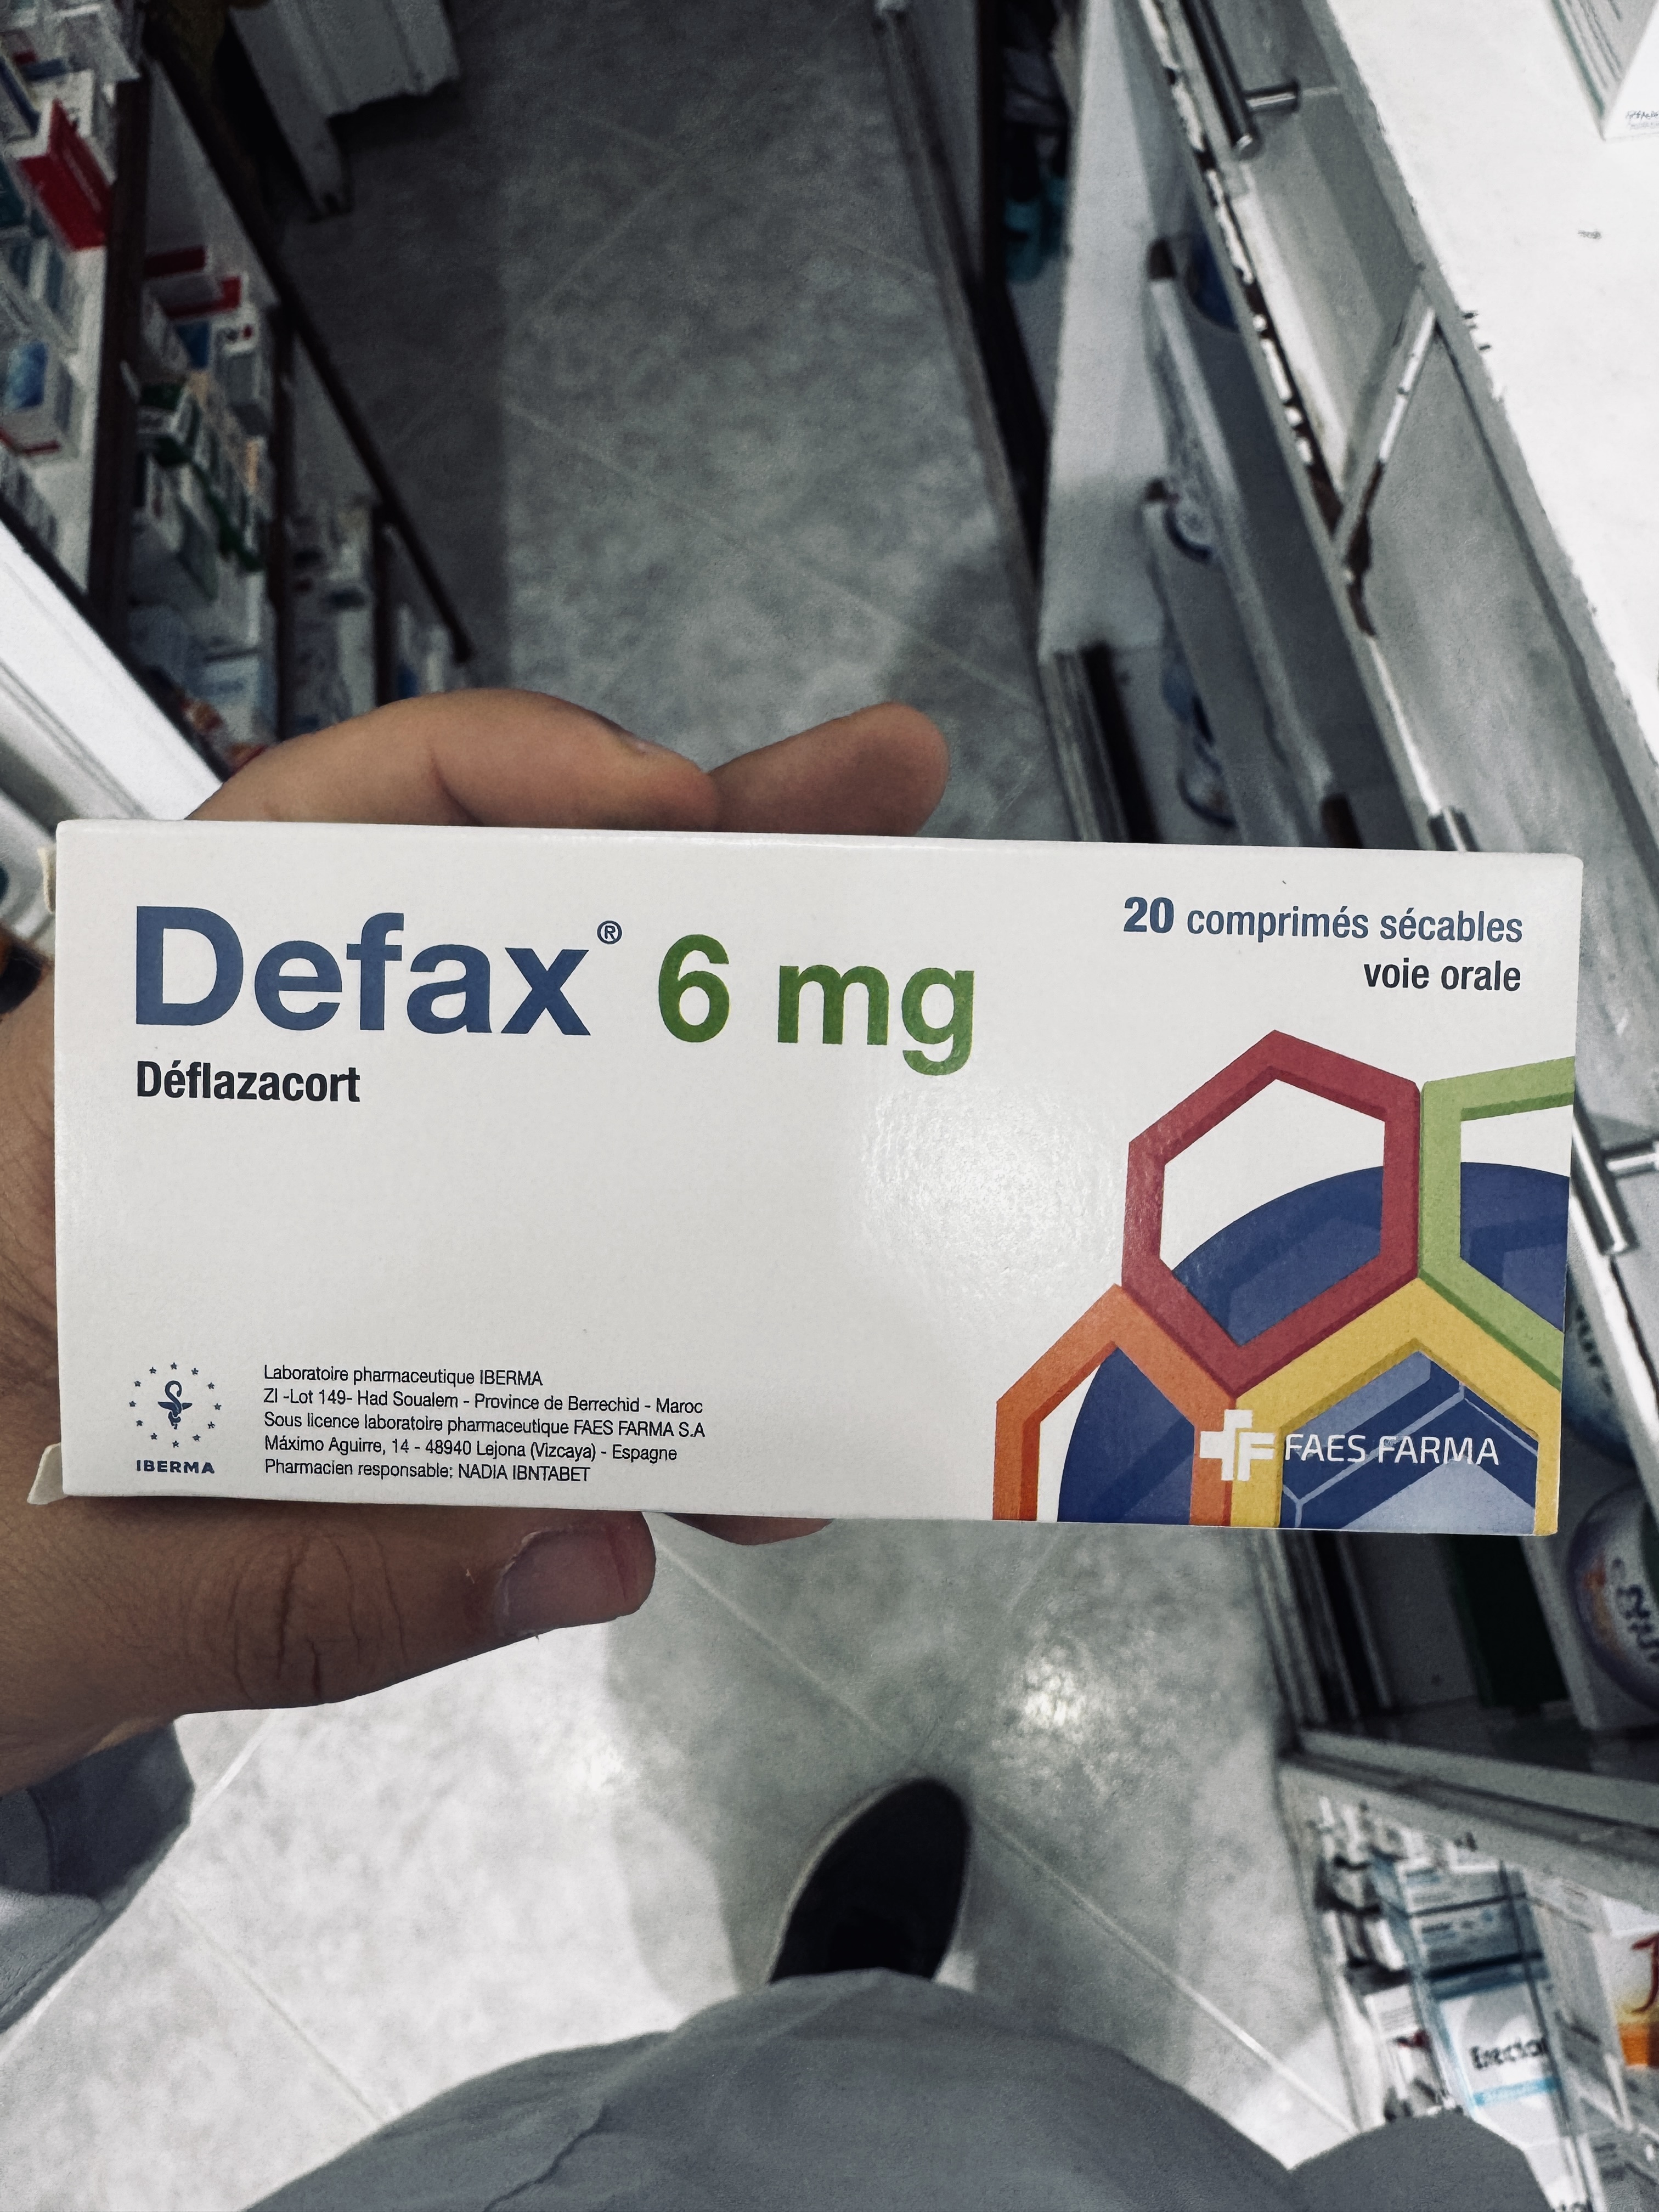 Defax® 6 mg
Déflazacort
20 comprimés sécables
voie orale
Laboratoire pharmaceutique IBERMA
ZI -Lot 149- Had Soualem - Province de Berrechid - Maroc
Sous licence laboratoire pharmaceutique FAES FARMA S.A
Máximo Aguirre, 14 - 48940 Lejona (Vizcaya) - Espagne
Pharmacien responsable: NADIA IBNTABET
IBERMA
FAES FARMA